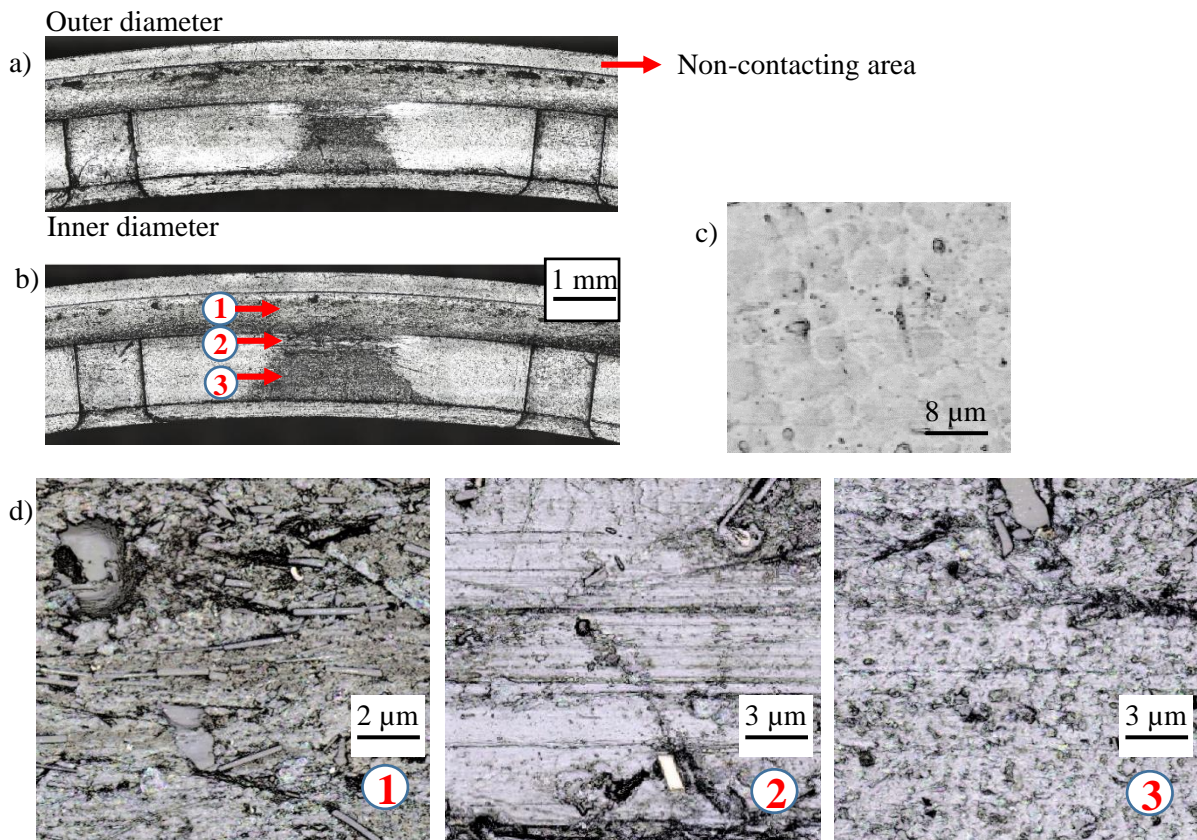 Outer diameter
a)
Non-contacting area
Inner diameter
b)
1 mm
1
2
3
c)
8 µm
d)
2 µm
1
3 µm
2
3 µm
3